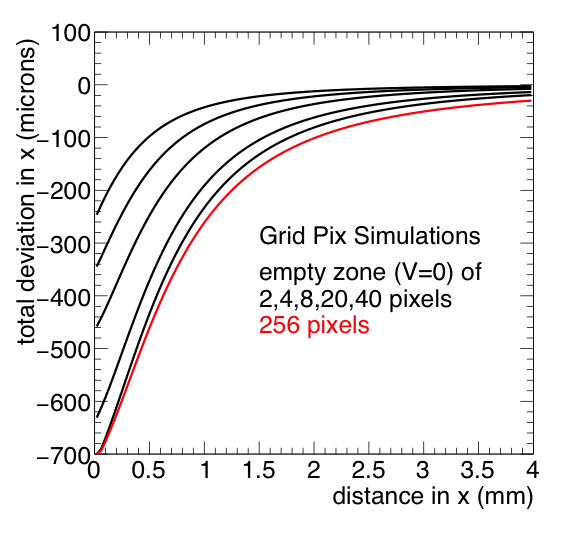 100
0
−100
−200
−300
−400
−500
−600
−700
total deviation in x (microns)
Grid Pix Simulations
empty zone (V=0) of
2,4,8,20,40 pixels
256 pixels
0 0.5 1 1.5 2 2.5 3 3.5 4
distance in x (mm)